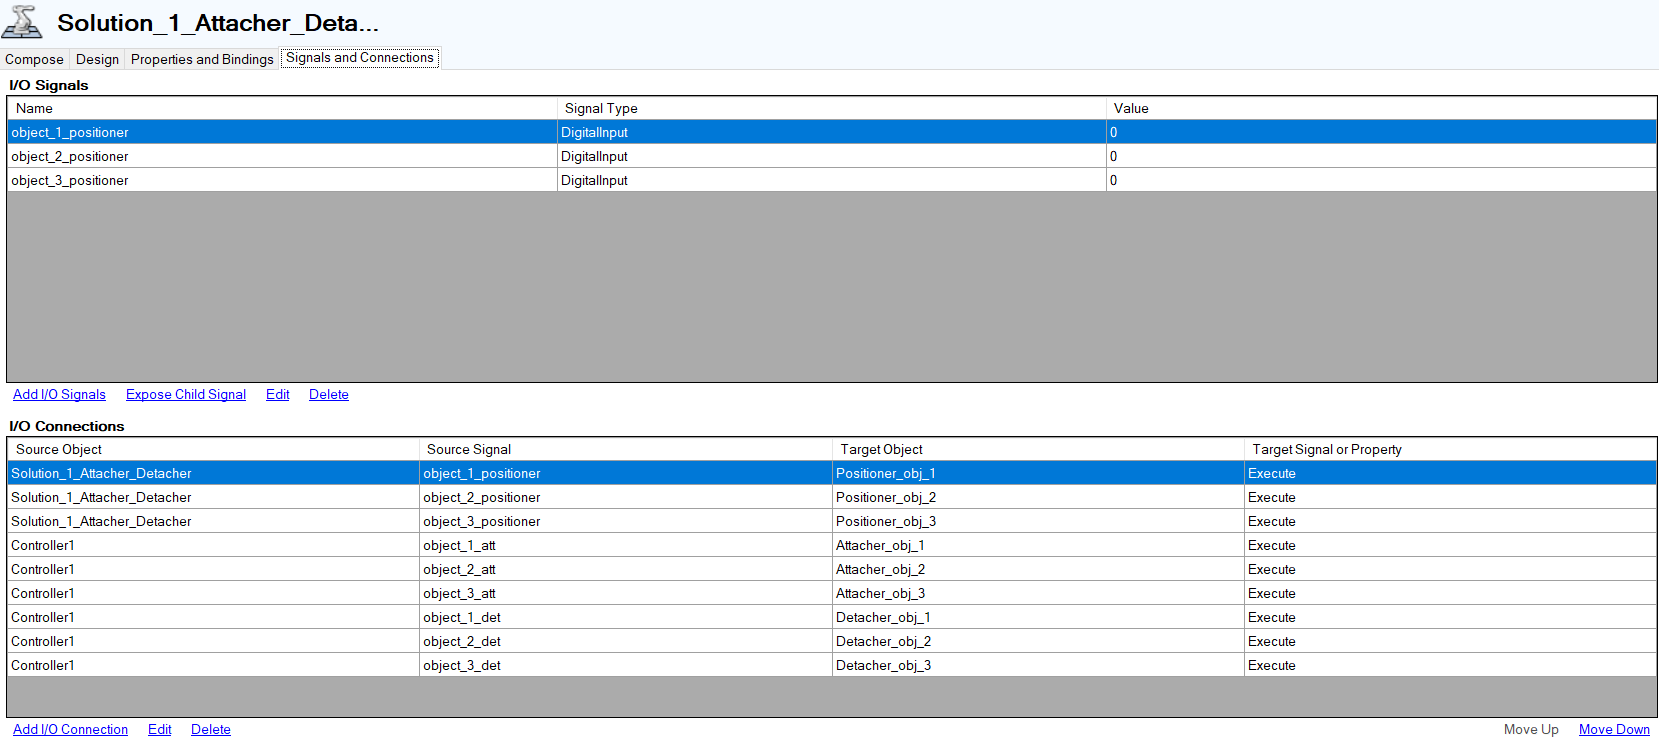 Solution_1_Attacher_Deta...
Compose Design Properties and Bindings Signals and Connections
I/O Signals
Name Signal Type Value
object_1_positioner DigitalInput 0
object_2_positioner DigitalInput 0
object_3_positioner DigitalInput 0
Add I/O Signals Expose Child Signal Edit Delete
I/O Connections
Source Object Source Signal Target Object Target Signal or Property
Solution_1_Attacher_Detacher object_1_positioner Positioner_obj_1 Execute
Solution_1_Attacher_Detacher object_2_positioner Positioner_obj_2 Execute
Solution_1_Attacher_Detacher object_3_positioner Positioner_obj_3 Execute
Controller1 object_1_att Attacher_obj_1 Execute
Controller1 object_2_att Attacher_obj_2 Execute
Controller1 object_3_att Attacher_obj_3 Execute
Controller1 object_1_det Detacher_obj_1 Execute
Controller1 object_2_det Detacher_obj_2 Execute
Controller1 object_3_det Detacher_obj_3 Execute
Add I/O Connection Edit Delete Move Up Move Down